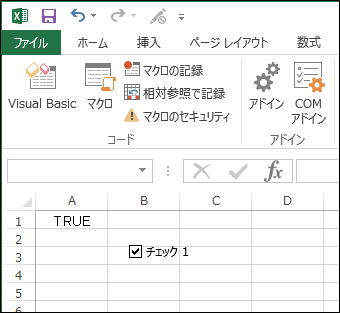 ファイル ホーム 挿入 ページ レイアウト 数式
Visual Basic マクロ マクロの記録 相対参照で記録 マクロのセキュリティ アドイン COM アドイン
コード アドイン
fx
A B C D
1 TRUE
2
3 チェック 1
4
5
6